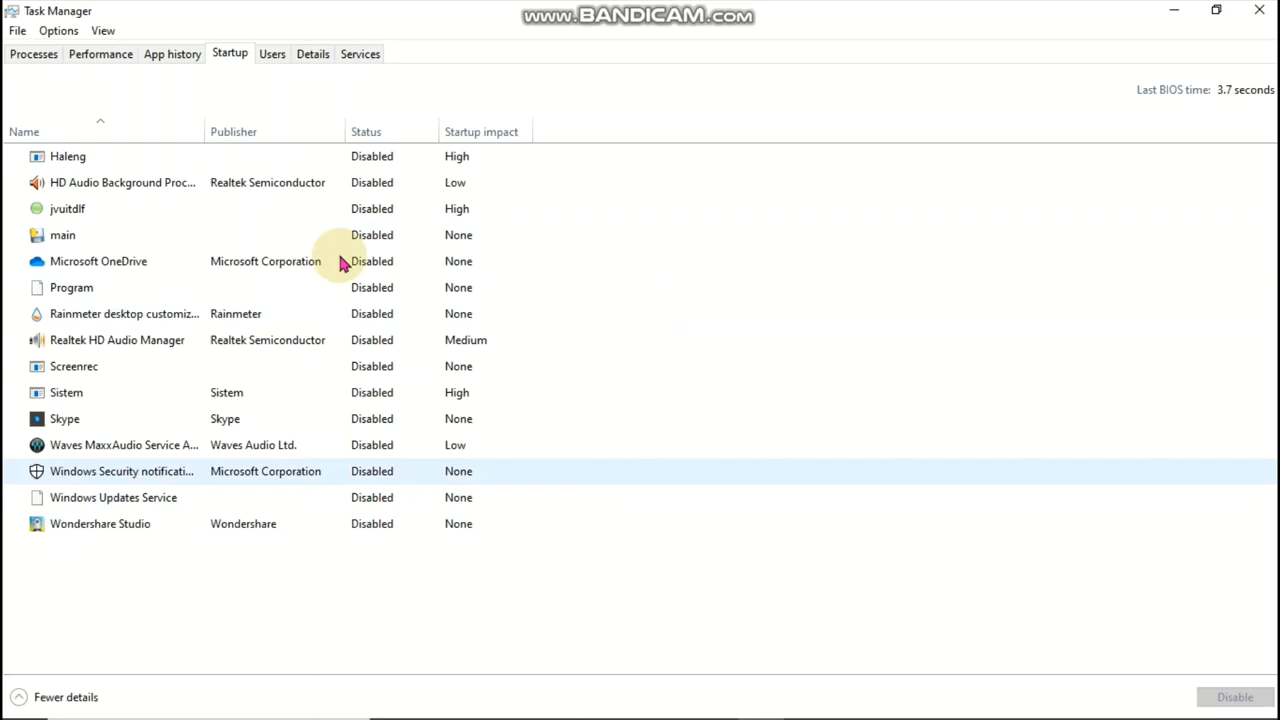 Task Manager
www.BANDICAM.com
File Options View
Processes Performance App history Startup Users Details Services
Last BIOS time: 3.7 seconds
Name Publisher Status Startup impact
Haleng Disabled High
HD Audio Background Proc... Realtek Semiconductor Disabled Low
jvuitdlf Disabled High
main Disabled None
Microsoft OneDrive Microsoft Corporation Disabled None
Program Disabled None
Rainmeter desktop customiz... Rainmeter Disabled None
Realtek HD Audio Manager Realtek Semiconductor Disabled Medium
Screenrec Disabled None
Sistem Sistem Disabled High
Skype Skype Disabled None
Waves MaxxAudio Service A... Waves Audio Ltd. Disabled Low
Windows Security notificati... Microsoft Corporation Disabled None
Windows Updates Service Disabled None
Wondershare Studio Wondershare Disabled None
Fewer details Disable